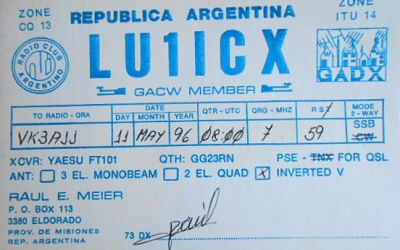 ZONE CQ 13
REPUBLICA ARGENTINA
ZONE ITU 14
RADIO CLUB ARGENTINO
LU1ICX
GADX
GACW MEMBER
TO RADIO - QRA
DATE
DAY MONTH YEAR
QTR - UTC
QRG - MHZ
RST
MODE 2-WAY
VK3AJJ 11 MAY 96 08:00 7 59 SSB CW
XCVR: YAESU FT101 QTH: GG23RN PSE - TNX FOR QSL
ANT: 3 EL. MONOBEAM 2 EL. QUAD X INVERTED V
RAUL E. MEIER
P. O. BOX 113
3380 ELDORADO
PROV. DE MISIONES
REP. ARGENTINA
73 DX